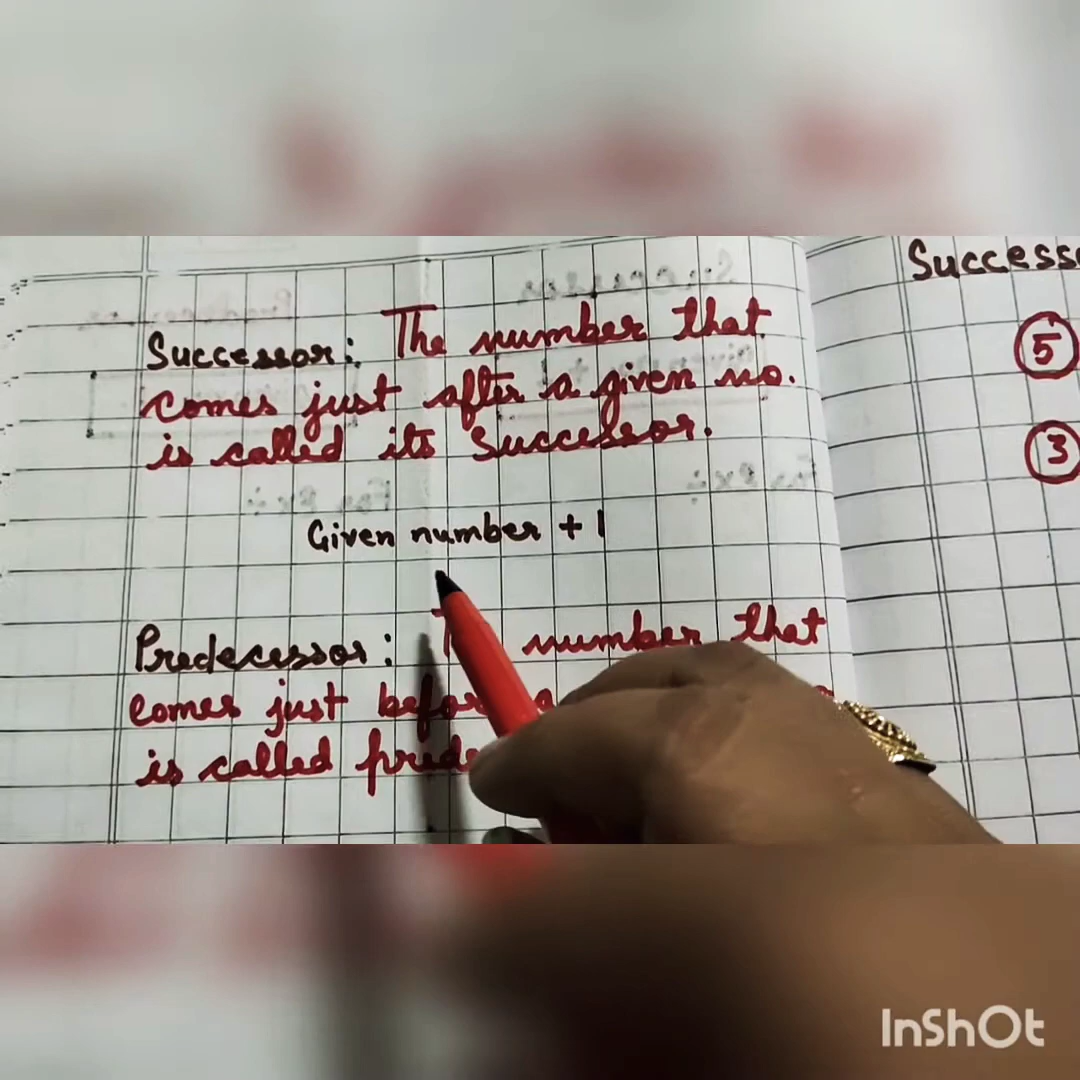 Successor: The number that
comes just after a given no.
is called its Successor.
Given number + 1
Predecessor: number that
comes just
is called
Success
5
3
InShOt